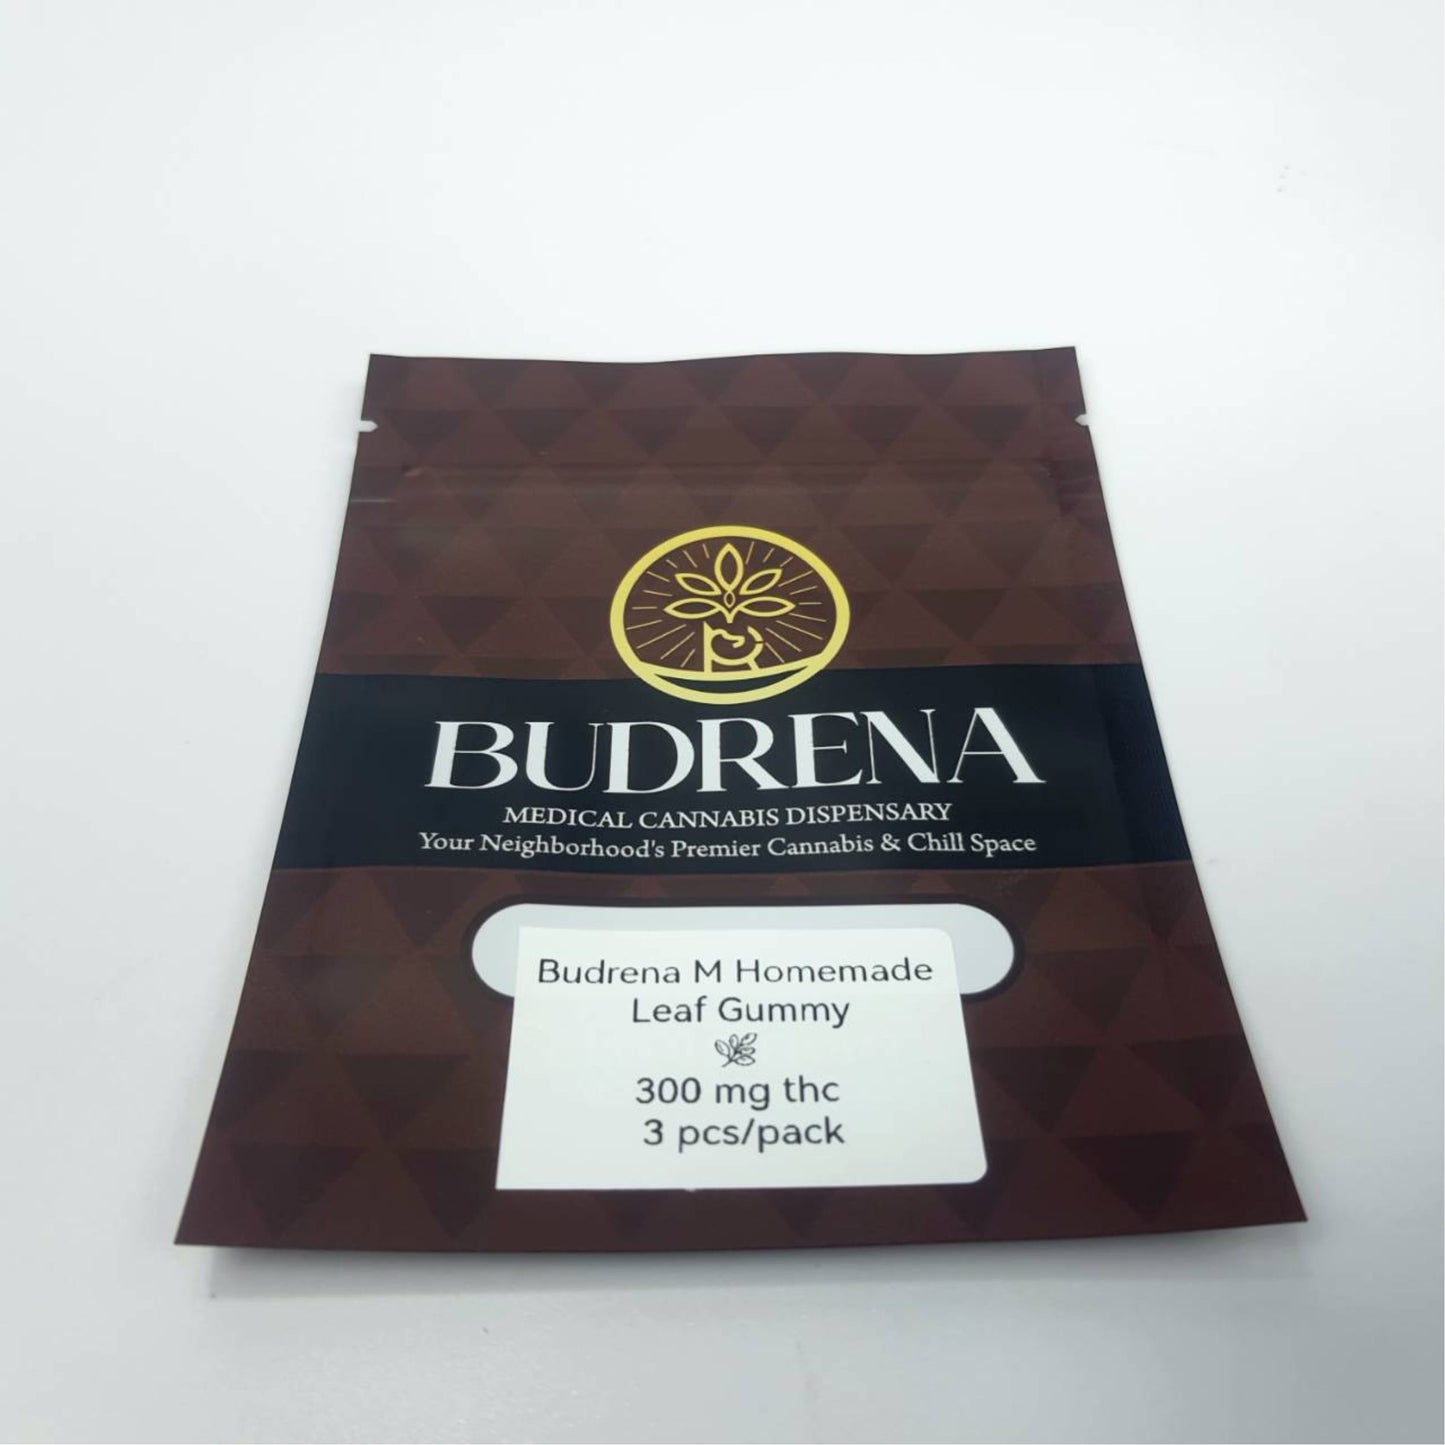 BUDRENA
MEDICAL CANNABIS DISPENSARY
Your Neighborhood's Premier Cannabis & Chill Space
Budrena M Homemade
Leaf Gummy
300 mg thc
3 pcs/pack